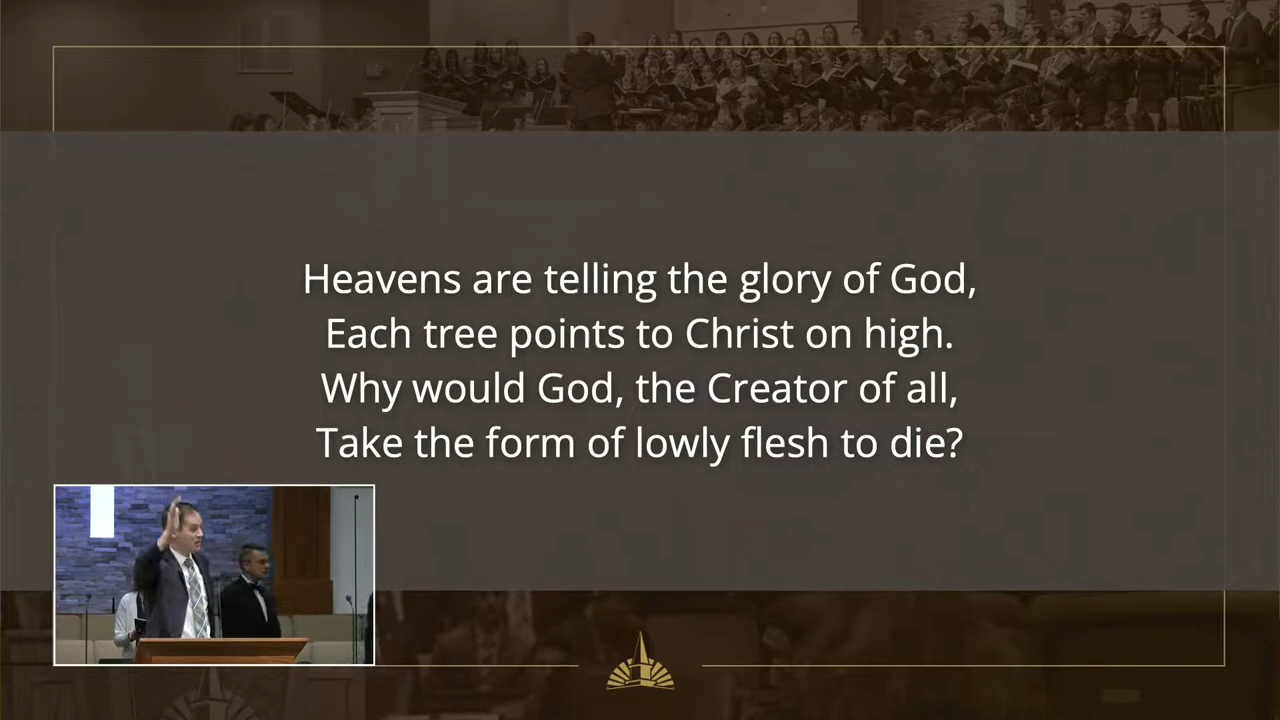 Heavens are telling the glory of God,
Each tree points to Christ on high.
Why would God, the Creator of all,
Take the form of lowly flesh to die?